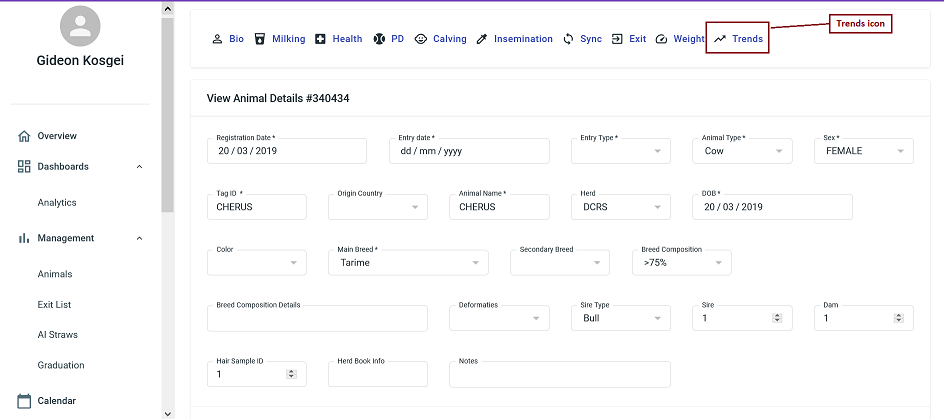 Gideon Kosgei
Overview
Dashboards
Analytics
Management
Animals
Exit List
AI Straws
Graduation
Calendar
Bio Milking Health PD Calving Insemination Sync Exit Weight Trends
Trends icon
View Animal Details #340434
Registration Date * Entry date * Entry Type * Animal Type * Sex *
20 / 03 / 2019 dd / mm / yyyy Cow FEMALE
Tag ID * Origin Country Animal Name * Herd DOB *
CHERUS CHERUS DCRS 20 / 03 / 2019
Color Main Breed * Secondary Breed Breed Composition
Tarime >75%
Breed Composition Details Deformaties Sire Type Sire Dam
Bull 1 1
Hair Sample ID Herd Book Info Notes
1